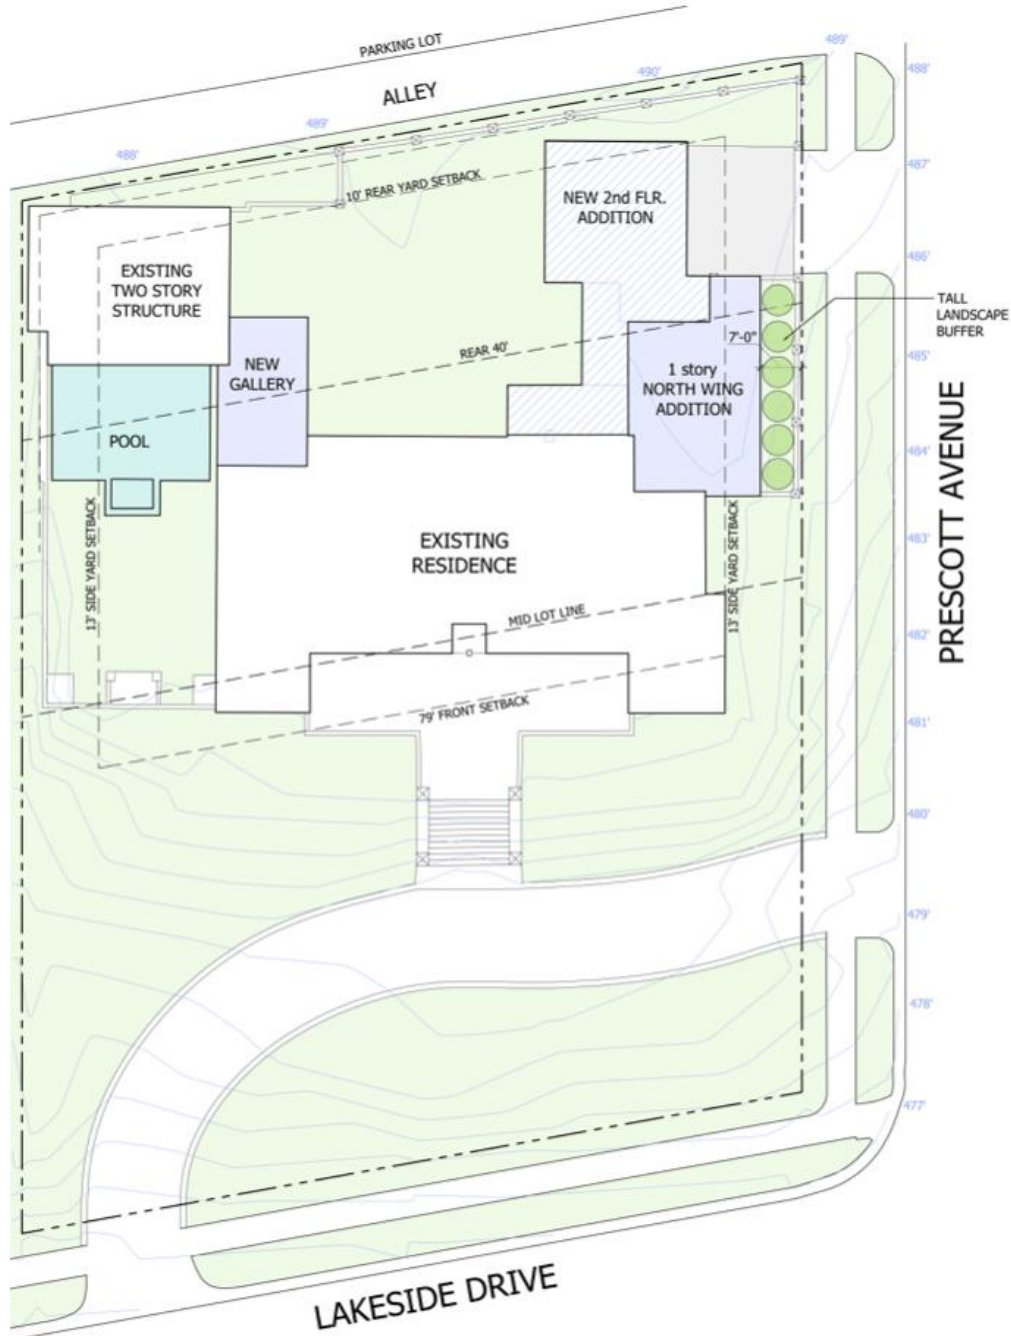 PARKING LOT
ALLEY
489'
490'
489'
488'
488'
487'
486'
485'
484'
483'
482'
481'
480'
479'
478'
477'
10' REAR YARD SETBACK
NEW 2nd FLR.
ADDITION
EXISTING
TWO STORY
STRUCTURE
TALL
LANDSCAPE
BUFFER
REAR 40'
7'-0"
NEW
GALLERY
1 story
NORTH WING
ADDITION
POOL
PRESCOTT AVENUE
13' SIDE YARD SETBACK
EXISTING
RESIDENCE
13' SIDE YARD SETBACK
MID LOT LINE
79' FRONT SETBACK
LAKESIDE DRIVE